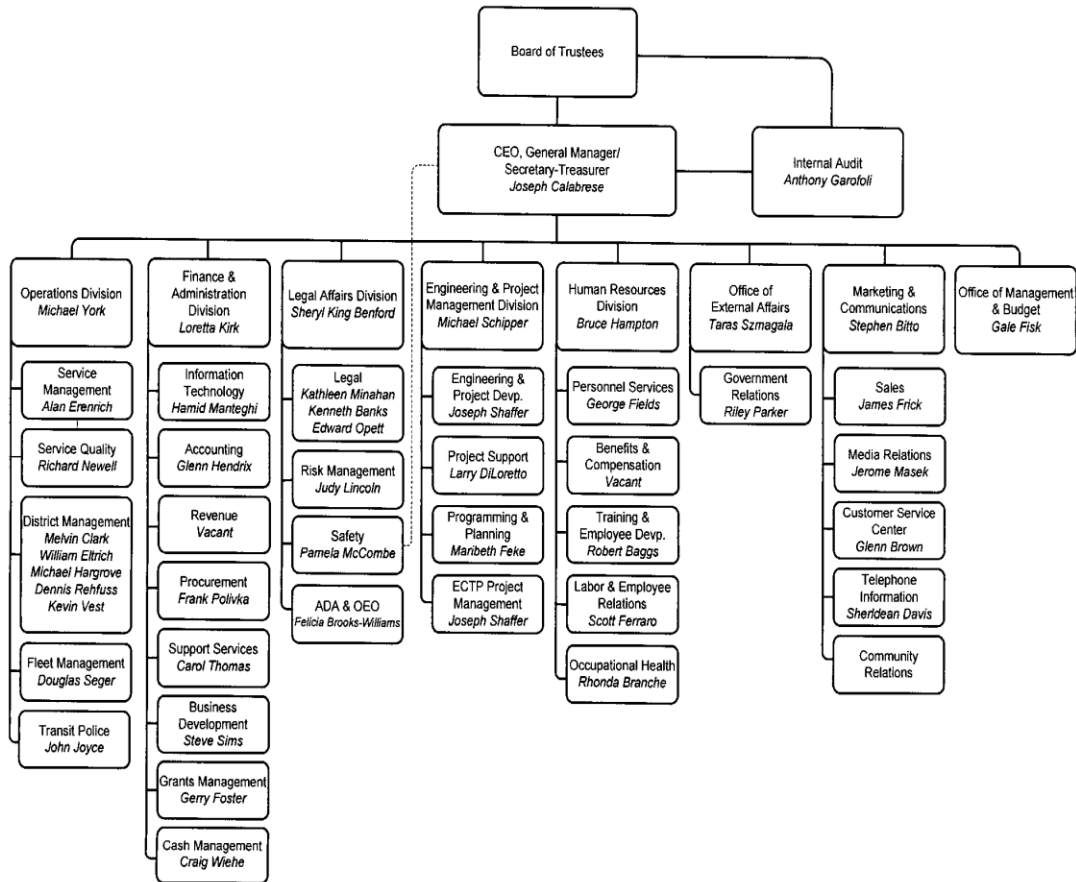 Board of Trustees
CEO, General Manager/
Secretary-Treasurer
Joseph Calabrese
Internal Audit
Anthony Garofoli
Operations Division
Michael York
Service
Management
Alan Erenrich
Service Quality
Richard Newell
District Management
Melvin Clark
William Eltrich
Michael Hargrove
Dennis Rehfuss
Kevin Vest
Fleet Management
Douglas Seger
Transit Police
John Joyce
Finance &
Administration
Division
Loretta Kirk
Information
Technology
Hamid Manteghi
Accounting
Glenn Hendrix
Revenue
Vacant
Procurement
Frank Polivka
Support Services
Carol Thomas
Business
Development
Steve Sims
Grants Management
Gerry Foster
Cash Management
Craig Wiehe
Legal Affairs Division
Sheryl King Benford
Legal
Kathleen Minahan
Kenneth Banks
Edward Opett
Risk Management
Judy Lincoln
Safety
Pamela McCombe
ADA & OEO
Felicia Brooks-Williams
Engineering & Project
Management Division
Michael Schipper
Engineering &
Project Devp.
Joseph Shaffer
Project Support
Larry DiLoretto
Programming &
Planning
Maribeth Feke
ECTP Project
Management
Joseph Shaffer
Human Resources
Division
Bruce Hampton
Personnel Services
George Fields
Benefits &
Compensation
Vacant
Training &
Employee Devp.
Robert Baggs
Labor & Employee
Relations
Scott Ferraro
Occupational Health
Rhonda Branche
Office of
External Affairs
Taras Szmagala
Government
Relations
Riley Parker
Marketing &
Communications
Stephen Bitto
Sales
James Frick
Media Relations
Jerome Masek
Customer Service
Center
Glenn Brown
Telephone
Information
Sheridean Davis
Community
Relations
Office of Management
& Budget
Gale Fisk